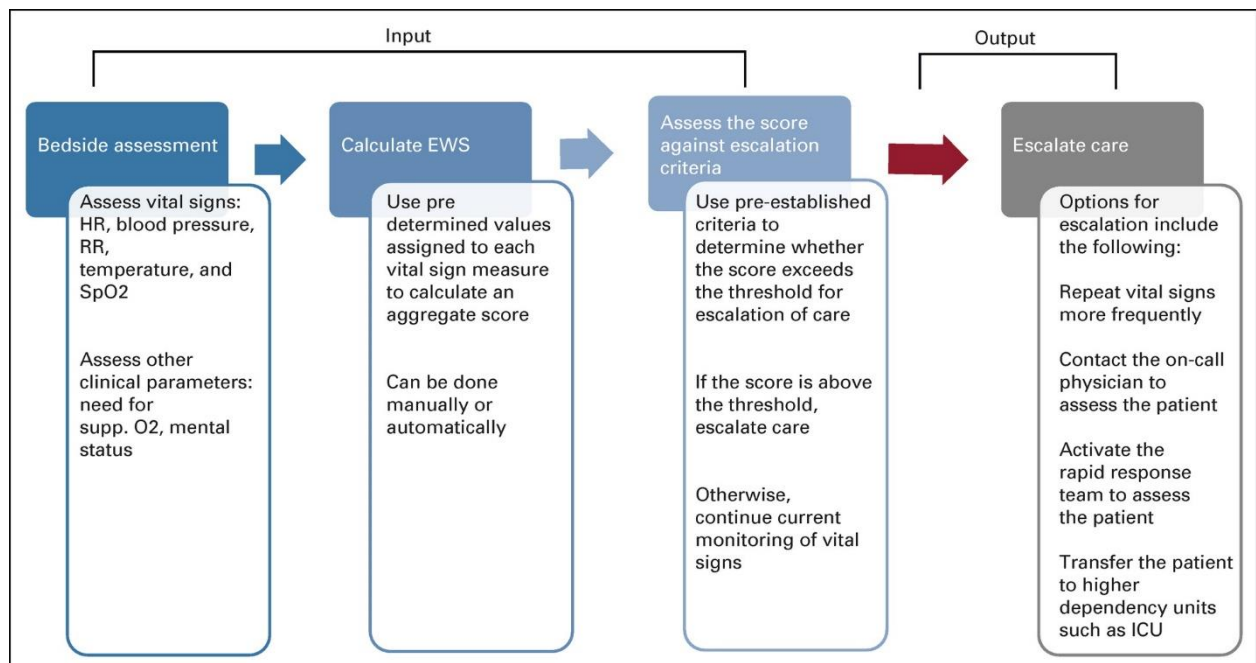 Input
Output
Bedside assessment
Assess vital signs:
HR, blood pressure,
RR,
temperature, and
SpO2
Assess other
clinical parameters:
need for
supp. O2, mental
status
Calculate EWS
Use pre
determined values
assigned to each
vital sign measure
to calculate an
aggregate score
Can be done
manually or
automatically
Assess the score
against escalation
criteria
Use pre-established
criteria to
determine whether
the score exceeds
the threshold for
escalation of care
If the score is above
the threshold,
escalate care
Otherwise,
continue current
monitoring of vital
signs
Escalate care
Options for
escalation include
the following:
Repeat vital signs
more frequently
Contact the on-call
physician to
assess the patient
Activate the
rapid response
team to assess
the patient
Transfer the patient
to higher
dependency units
such as ICU